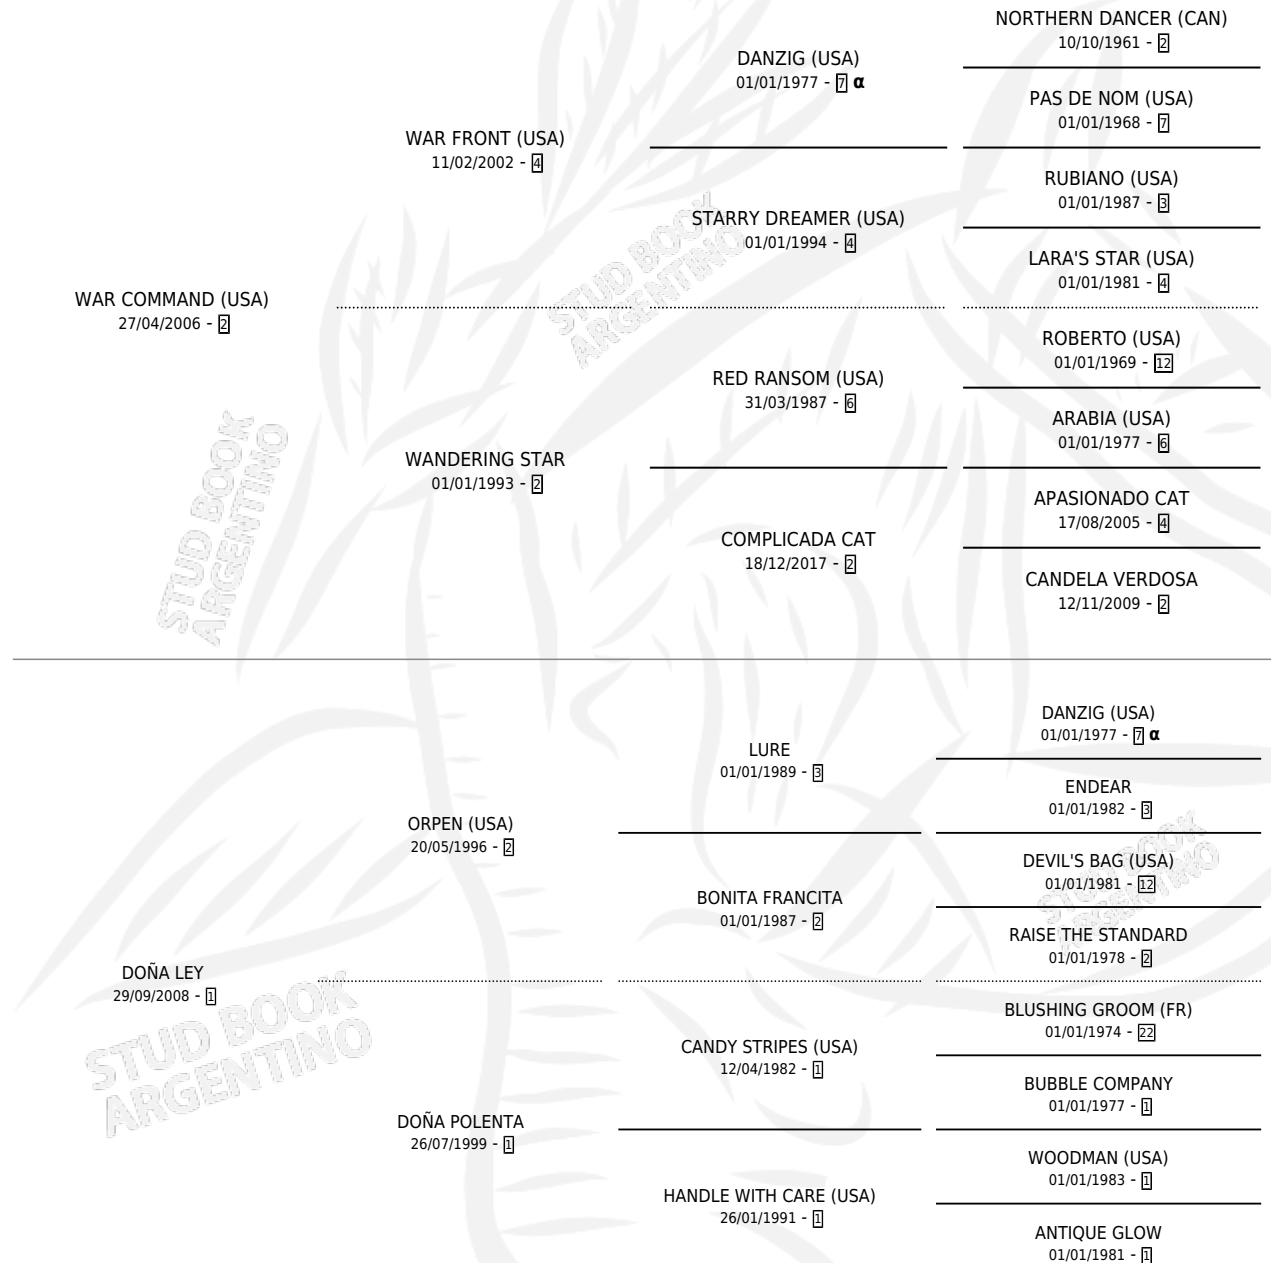 NORTHERN DANCER (CAN)
10/10/1961 - 2
DANZIG (USA)
01/01/1977 - 7 α
PAS DE NOM (USA)
01/01/1968 - 7
WAR FRONT (USA)
11/02/2002 - 4
RUBIANO (USA)
01/01/1987 - 3
STARRY DREAMER (USA)
01/01/1994 - 4
LARA'S STAR (USA)
01/01/1981 - 4
WAR COMMAND (USA)
27/04/2006 - 2
ROBERTO (USA)
01/01/1969 - 12
RED RANSOM (USA)
31/03/1987 - 6
ARABIA (USA)
01/01/1977 - 6
WANDERING STAR
01/01/1993 - 2
APASIONADO CAT
17/08/2005 - 4
COMPLICADA CAT
18/12/2017 - 2
CANDELA VERDOSA
12/11/2009 - 2
DANZIG (USA)
01/01/1977 - 7 α
LURE
01/01/1989 - 3
ENDEAR
01/01/1982 - 3
ORPEN (USA)
20/05/1996 - 2
DEVIL'S BAG (USA)
01/01/1981 - 12
BONITA FRANCITA
01/01/1987 - 2
RAISE THE STANDARD
01/01/1978 - 2
DOÑA LEY
29/09/2008 - 1
BLUSHING GROOM (FR)
01/01/1974 - 22
CANDY STRIPES (USA)
12/04/1982 - 1
BUBBLE COMPANY
01/01/1977 - 1
DOÑA POLENTA
26/07/1999 - 1
WOODMAN (USA)
01/01/1983 - 1
HANDLE WITH CARE (USA)
26/01/1991 - 1
ANTIQUE GLOW
01/01/1981 - 1
STUD BOOK
ARGENTINO
STUD BOOK
ARGENTINO
STUD BOOK
ARGENTINO
STUD BOOK
ARGENTINO